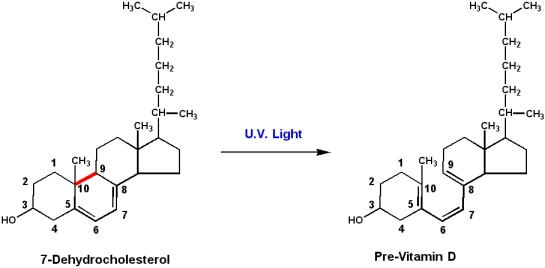 H₃C CH₃ H₃C CH₃
CH CH
CH₂ CH₂
CH₂ CH₂
CH₂ CH₂
CH₃ CH₃
CH₃ U.V. Light CH₃
1 CH₃ 9 1 CH₃ 9
2 10 8 2 10 8
3 5 7 3 5 7
HO 4 6 HO 4 6
7-Dehydrocholesterol Pre-Vitamin D